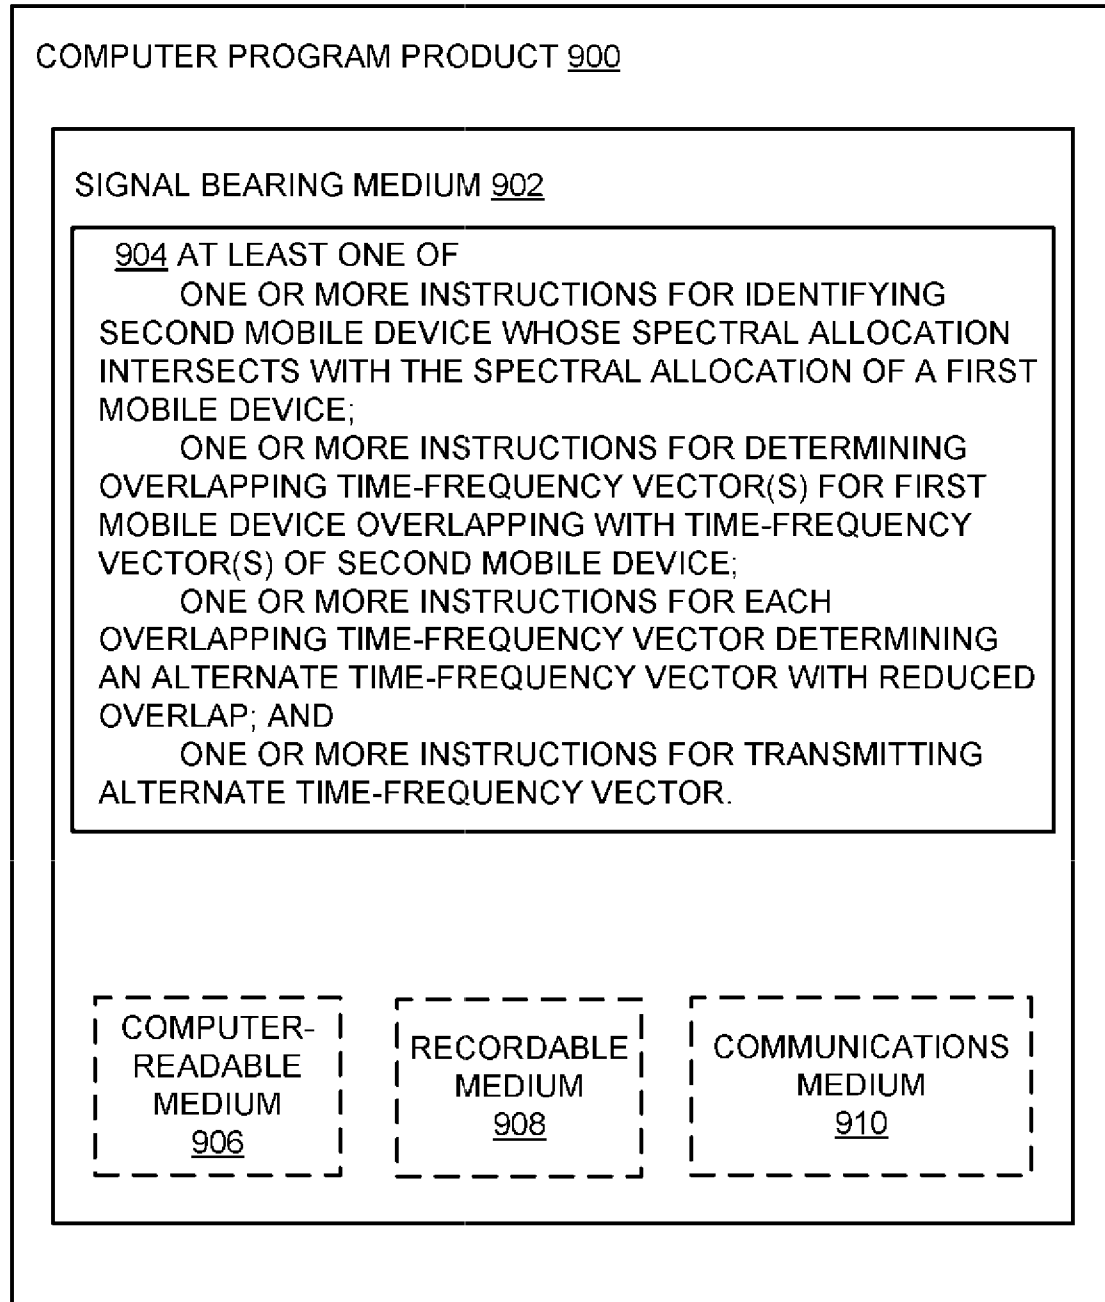 COMPUTER PROGRAM PRODUCT 900
SIGNAL BEARING MEDIUM 902
904 AT LEAST ONE OF
ONE OR MORE INSTRUCTIONS FOR IDENTIFYING
SECOND MOBILE DEVICE WHOSE SPECTRAL ALLOCATION
INTERSECTS WITH THE SPECTRAL ALLOCATION OF A FIRST
MOBILE DEVICE;
ONE OR MORE INSTRUCTIONS FOR DETERMINING
OVERLAPPING TIME-FREQUENCY VECTOR(S) FOR FIRST
MOBILE DEVICE OVERLAPPING WITH TIME-FREQUENCY
VECTOR(S) OF SECOND MOBILE DEVICE;
ONE OR MORE INSTRUCTIONS FOR EACH
OVERLAPPING TIME-FREQUENCY VECTOR DETERMINING
AN ALTERNATE TIME-FREQUENCY VECTOR WITH REDUCED
OVERLAP; AND
ONE OR MORE INSTRUCTIONS FOR TRANSMITTING
ALTERNATE TIME-FREQUENCY VECTOR.
COMPUTER-
READABLE
MEDIUM
906
RECORDABLE
MEDIUM
908
COMMUNICATIONS
MEDIUM
910